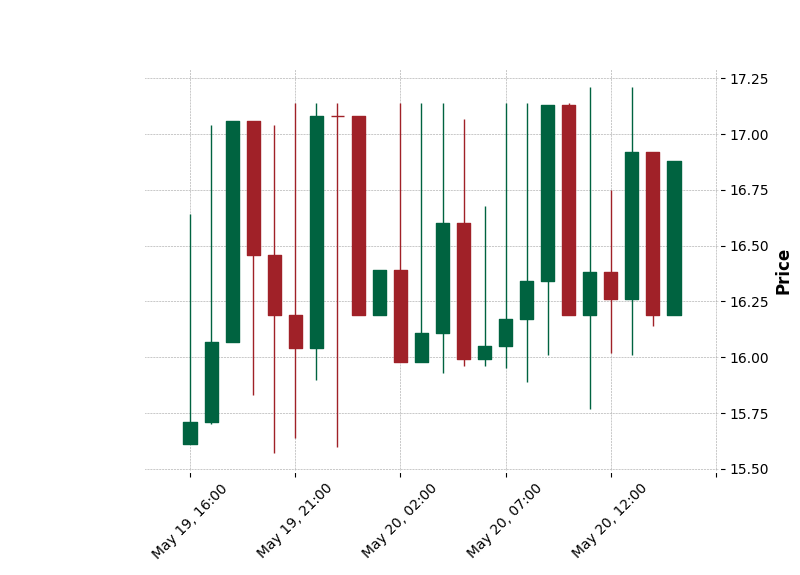 17.25
17.00
16.75
16.50
16.25
16.00
15.75
15.50
Price
May 19, 16:00
May 19, 21:00
May 20, 02:00
May 20, 07:00
May 20, 12:00